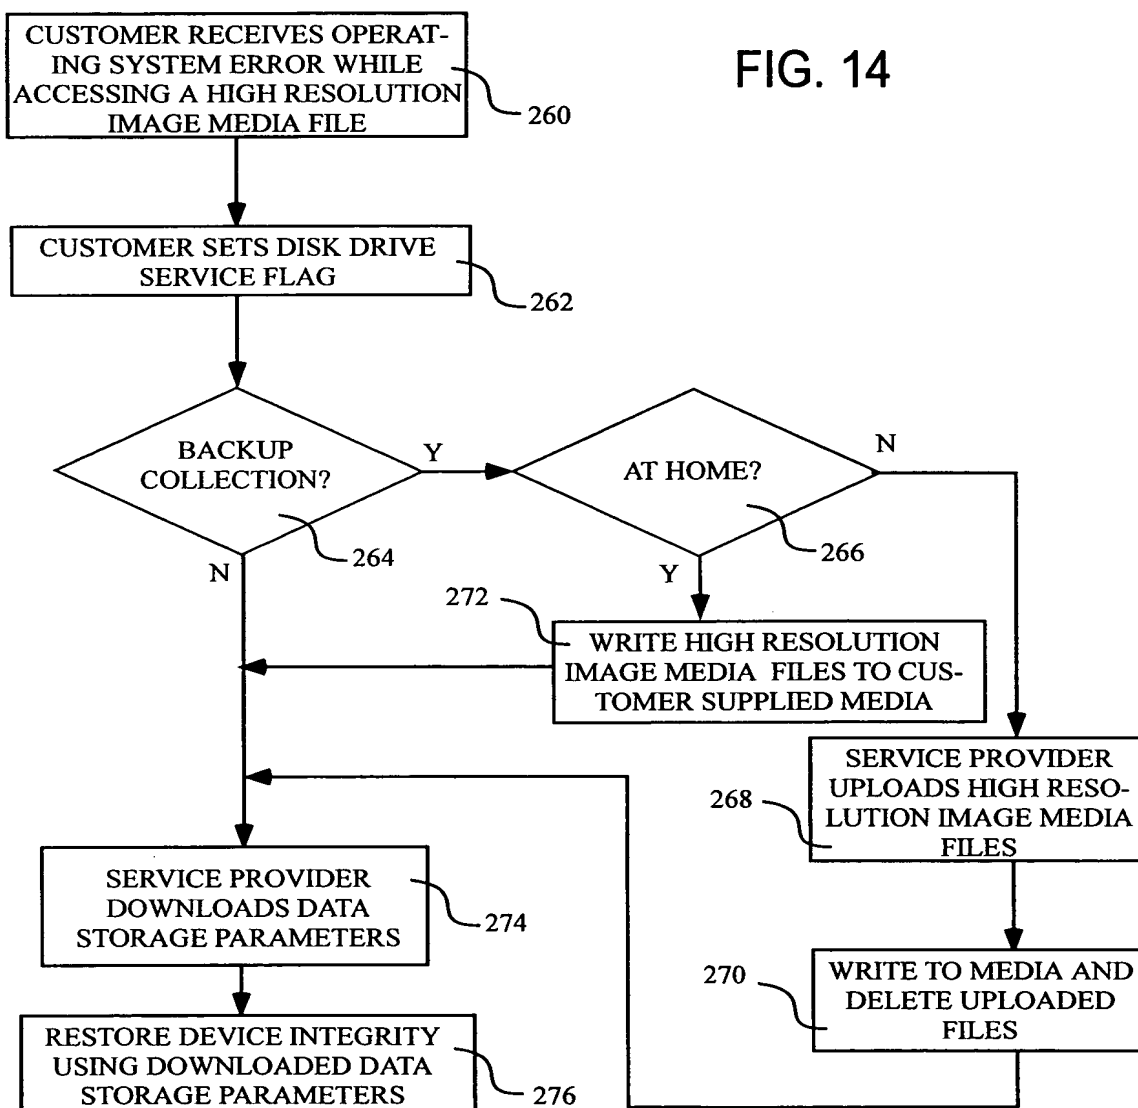 FIG. 14
CUSTOMER RECEIVES OPERAT-
ING SYSTEM ERROR WHILE
ACCESSING A HIGH RESOLUTION
IMAGE MEDIA FILE
260
CUSTOMER SETS DISK DRIVE
SERVICE FLAG
262
BACKUP
COLLECTION?
264
Y
N
AT HOME?
266
N
Y
272
WRITE HIGH RESOLUTION
IMAGE MEDIA FILES TO CUS-
TOMER SUPPLIED MEDIA
SERVICE PROVIDER
UPLOADS HIGH RESO-
LUTION IMAGE MEDIA
FILES
268
WRITE TO MEDIA AND
DELETE UPLOADED
FILES
270
SERVICE PROVIDER
DOWNLOADS DATA
STORAGE PARAMETERS
274
RESTORE DEVICE INTEGRITY
USING DOWNLOADED DATA
STORAGE PARAMETERS
276